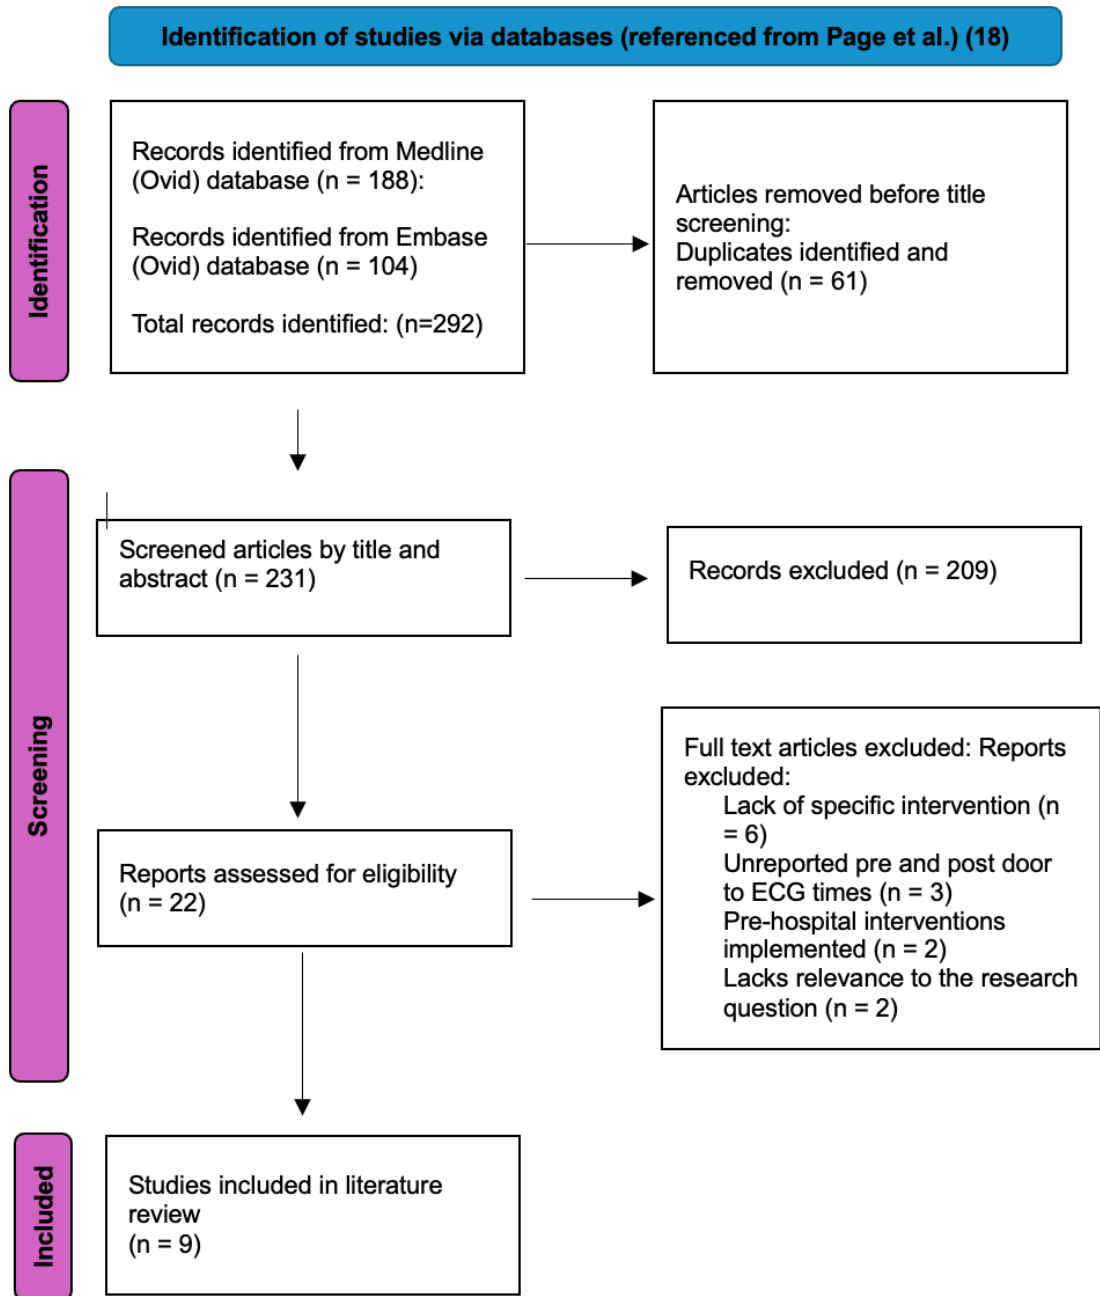 Identification of studies via databases (referenced from Page et al.) (18)
Identification
Records identified from Medline
(Ovid) database (n = 188):
Records identified from Embase
(Ovid) database (n = 104)
Total records identified: (n=292)
Articles removed before title
screening:
Duplicates identified and
removed (n = 61)
Screening
Screened articles by title and
abstract (n = 231)
Records excluded (n = 209)
Reports assessed for eligibility
(n = 22)
Full text articles excluded: Reports
excluded:
Lack of specific intervention (n
= 6)
Unreported pre and post door
to ECG times (n = 3)
Pre-hospital interventions
implemented (n = 2)
Lacks relevance to the research
question (n = 2)
Included
Studies included in literature
review
(n = 9)